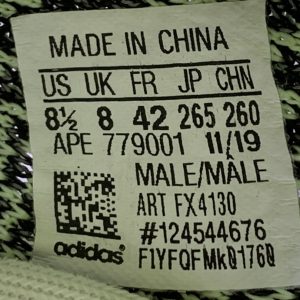 MADE IN CHINA
US UK FR JP CHN
8½ 8 42 265 260
APE 779001 11/19
MALE/MÂLE
ART FX4130
#124544676
adidas F1YFQFMkQ176Q